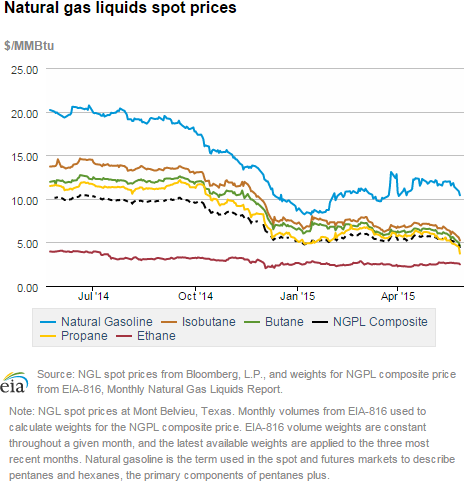 Natural gas liquids spot prices
$/MMBtu
25.00
20.00
15.00
10.00
5.00
0.00
Jul '14
Oct '14
Jan '15
Apr '15
Natural Gasoline
Isobutane
Butane
NGPL Composite
Propane
Ethane
eia
Source: NGL spot prices from Bloomberg, L.P., and weights for NGPL composite price
from EIA-816, Monthly Natural Gas Liquids Report.
Note: NGL spot prices at Mont Belvieu, Texas. Monthly volumes from EIA-816 used to
calculate weights for the NGPL composite price. EIA-816 volume weights are constant
throughout a given month, and the latest available weights are applied to the three most
recent months. Natural gasoline is the term used in the spot and futures markets to describe
pentanes and hexanes, the primary components of pentanes plus.